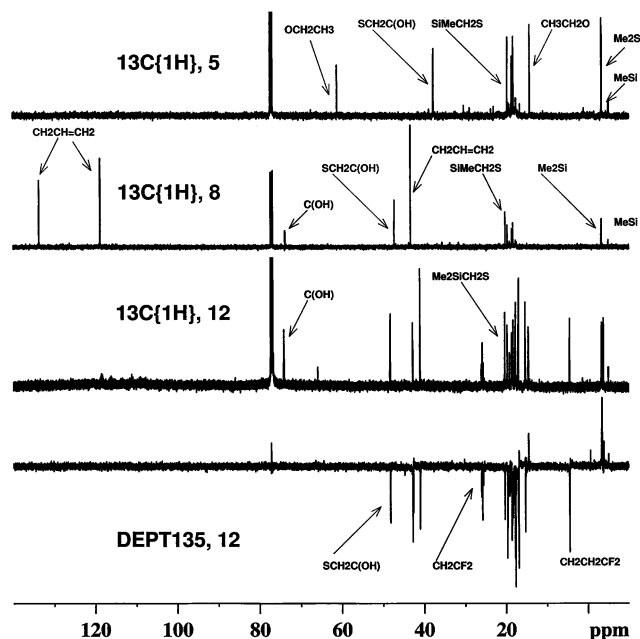 OCH2CH3
SCH2C(OH)
SiMeCH2S
CH3CH2O
Me2S
MeSi
13C{1H}, 5
CH2CH=CH2
CH2CH=CH2
SCH2C(OH)
SiMeCH2S
Me2Si
13C{1H}, 8
C(OH)
MeSi
C(OH)
Me2SiCH2S
13C{1H}, 12
DEPT135, 12
SCH2C(OH)
CH2CF2
CH2CH2CF2
120 100 80 60 40 20 ppm